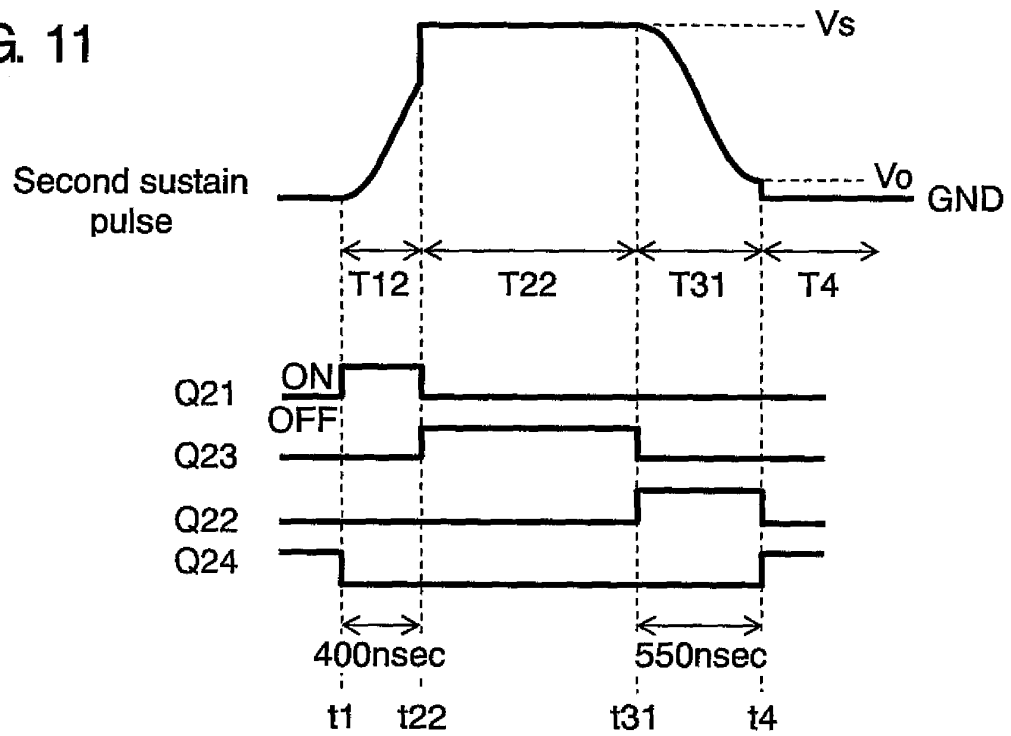 G. 11
Vs
Second sustain
pulse
Vo
GND
T12
T22
T31
T4
Q21
ON
OFF
Q23
Q22
Q24
400nsec
550nsec
t1
t22
t31
t4